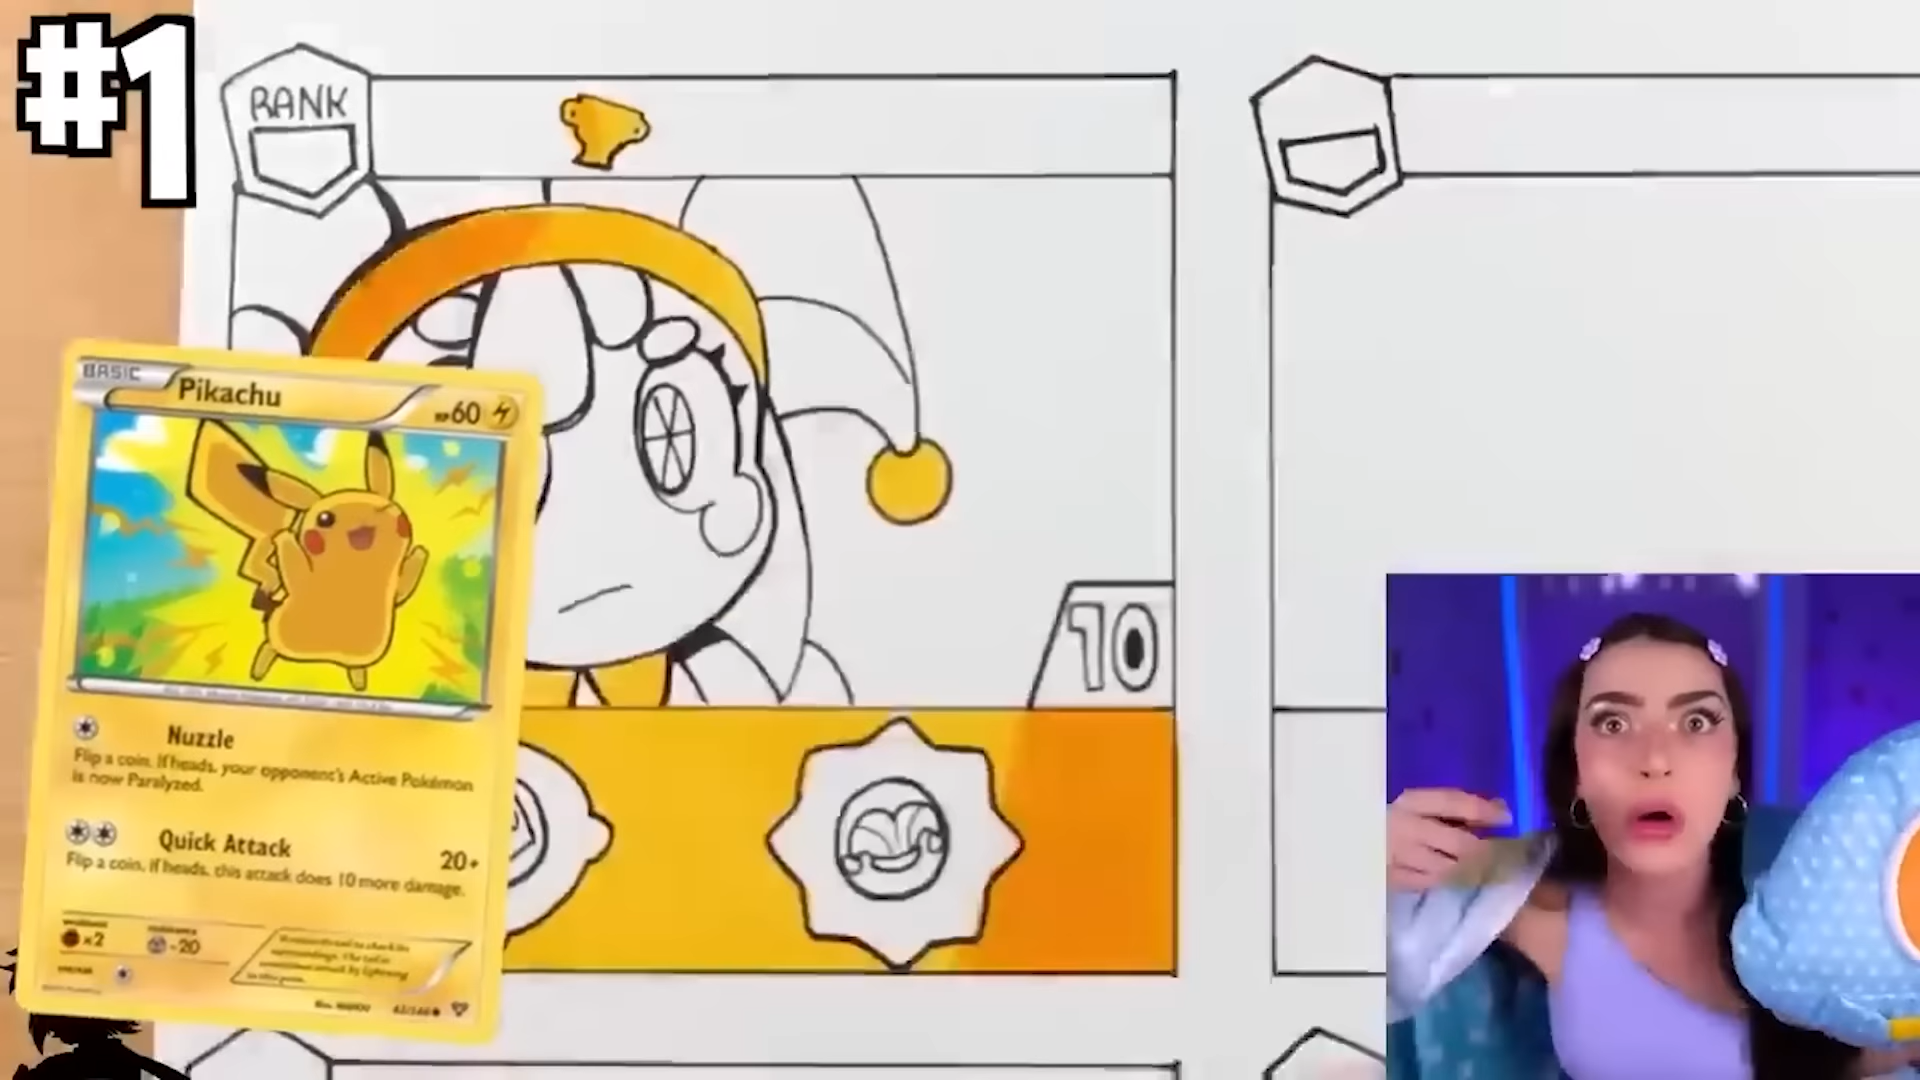 #1
RANK
10
BASIC
Pikachu
HP60
Nuzzle
Flip a coin. If heads, your opponent's Active Pokémon
is now Paralyzed.
Quick Attack
20+
Flip a coin. If heads, this attack does 10 more damage.
×2
-20